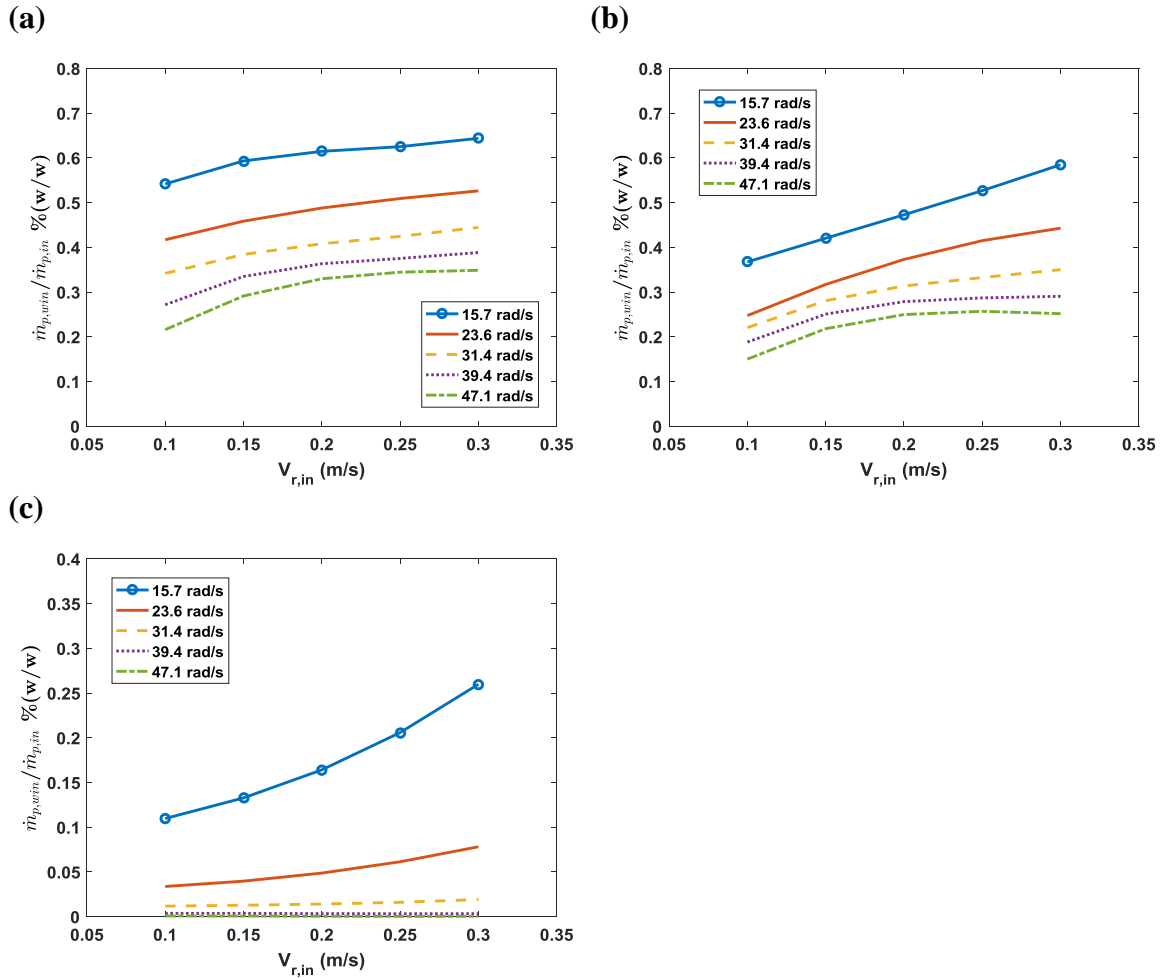 (a)
0.8
0.7
0.6
0.5
0.4
0.3
0.2
0.1
0
ṁp,win/ṁp,in %(w/w)
15.7 rad/s
23.6 rad/s
31.4 rad/s
39.4 rad/s
47.1 rad/s
0.05 0.1 0.15 0.2 0.25 0.3 0.35
Vr,in (m/s)
(b)
0.8
0.7
0.6
0.5
0.4
0.3
0.2
0.1
0
ṁp,win/ṁp,in %(w/w)
15.7 rad/s
23.6 rad/s
31.4 rad/s
39.4 rad/s
47.1 rad/s
0.05 0.1 0.15 0.2 0.25 0.3 0.35
Vr,in (m/s)
(c)
0.4
0.35
0.3
0.25
0.2
0.15
0.1
0.05
0
ṁp,win/ṁp,in %(w/w)
15.7 rad/s
23.6 rad/s
31.4 rad/s
39.4 rad/s
47.1 rad/s
0.05 0.1 0.15 0.2 0.25 0.3 0.35
Vr,in (m/s)